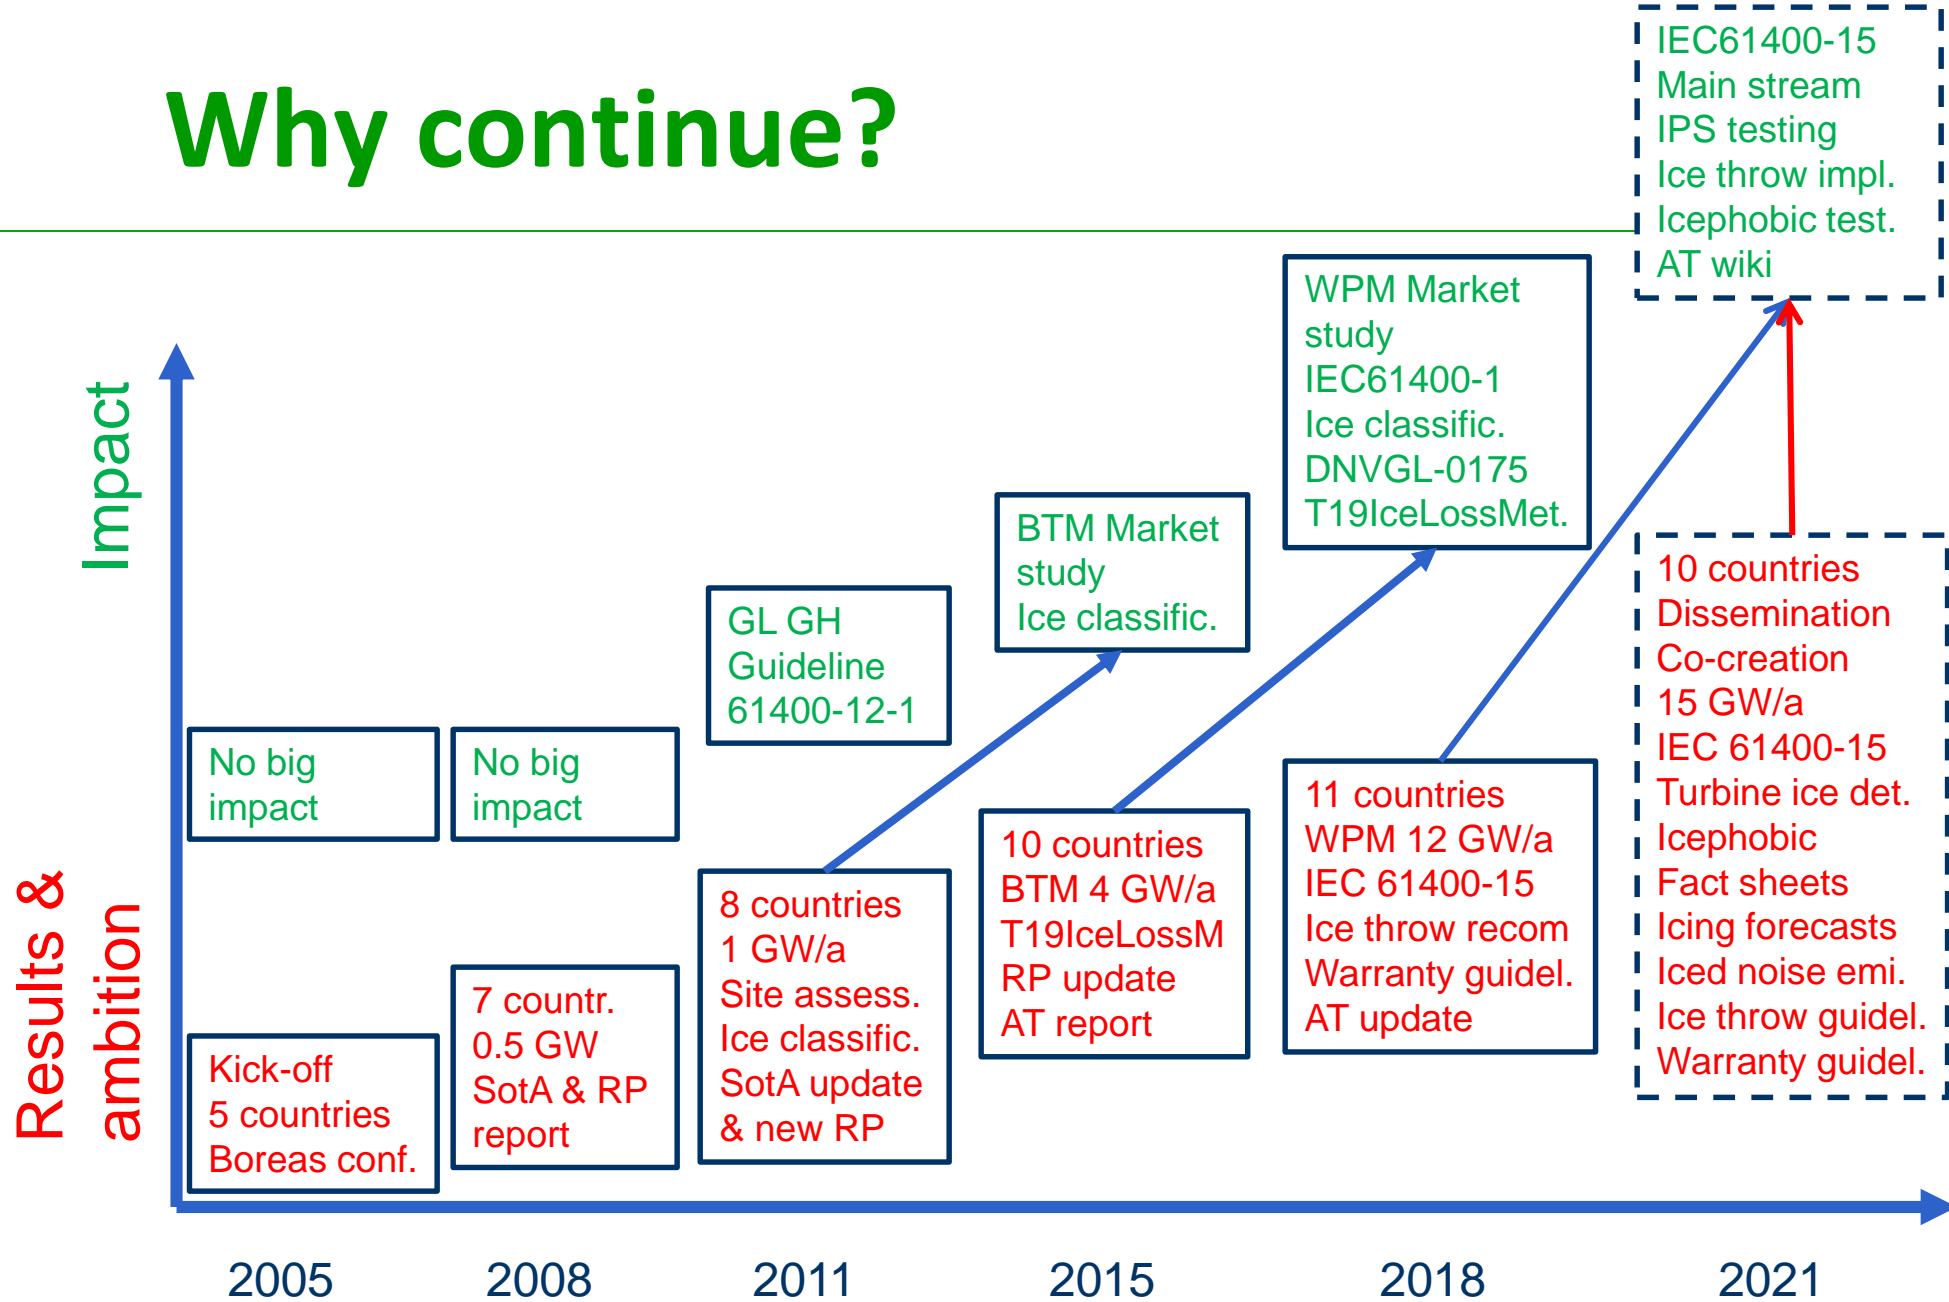 Why continue?
IEC61400-15
Main stream
IPS testing
Ice throw impl.
Icephobic test.
AT wiki
WPM Market
study
IEC61400-1
Ice classific.
DNVGL-0175
T19IceLossMet.
BTM Market
study
Ice classific.
GL GH
Guideline
61400-12-1
No big
impact
No big
impact
Impact
Results &
ambition
Kick-off
5 countries
Boreas conf.
7 countr.
0.5 GW
SotA & RP
report
8 countries
1 GW/a
Site assess.
Ice classific.
SotA update
& new RP
10 countries
BTM 4 GW/a
T19IceLossM
RP update
AT report
11 countries
WPM 12 GW/a
IEC 61400-15
Ice throw recom
Warranty guidel.
AT update
10 countries
Dissemination
Co-creation
15 GW/a
IEC 61400-15
Turbine ice det.
Icephobic
Fact sheets
Icing forecasts
Iced noise emi.
Ice throw guidel.
Warranty guidel.
2005
2008
2011
2015
2018
2021